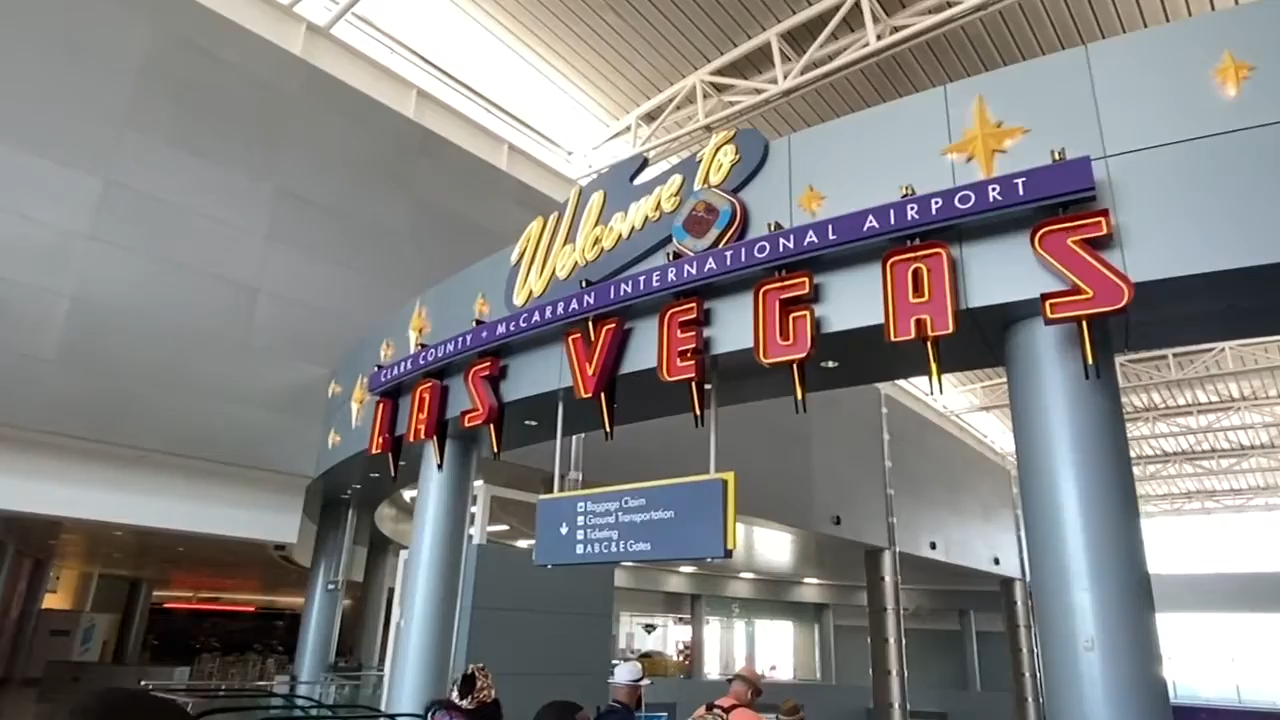 Welcome to
CLARK COUNTY • McCARRAN INTERNATIONAL AIRPORT
LAS VEGAS
Baggage Claim
Ground Transportation
Ticketing
A B C & E Gates